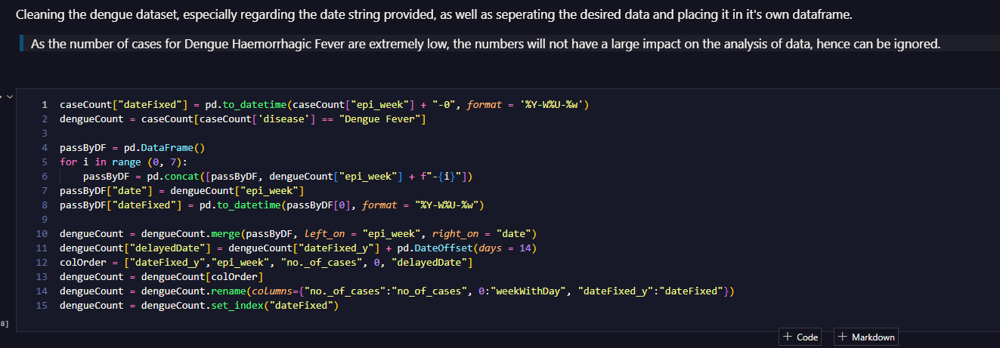 Cleaning the dengue dataset, especially regarding the date string provided, as well as seperating the desired data and placing it in it's own dataframe.
As the number of cases for Dengue Haemorrhagic Fever are extremely low, the numbers will not have a large impact on the analysis of data, hence can be ignored.
1 caseCount["dateFixed"] = pd.to_datetime(caseCount["epi_week"] + "-0", format = '%Y-W%U-%w')
2 dengueCount = caseCount[caseCount['disease'] == "Dengue Fever"]
3
4 passByDF = pd.DataFrame()
5 for i in range (0, 7):
6     passByDF = pd.concat([passByDF, dengueCount["epi_week"] + f"-{i}"])
7 passByDF["date"] = dengueCount["epi_week"]
8 passByDF["dateFixed"] = pd.to_datetime(passByDF[0], format = "%Y-W%U-%w")
9
10 dengueCount = dengueCount.merge(passByDF, left_on = "epi_week", right_on = "date")
11 dengueCount["delayedDate"] = dengueCount["dateFixed_y"] + pd.DateOffset(days = 14)
12 colOrder = ["dateFixed_y","epi_week", "no._of_cases", 0, "delayedDate"]
13 dengueCount = dengueCount[colOrder]
14 dengueCount = dengueCount.rename(columns={"no._of_cases":"no_of_cases", 0:"weekWithDay", "dateFixed_y":"dateFixed"})
15 dengueCount = dengueCount.set_index("dateFixed")
8]
+ Code + Markdown